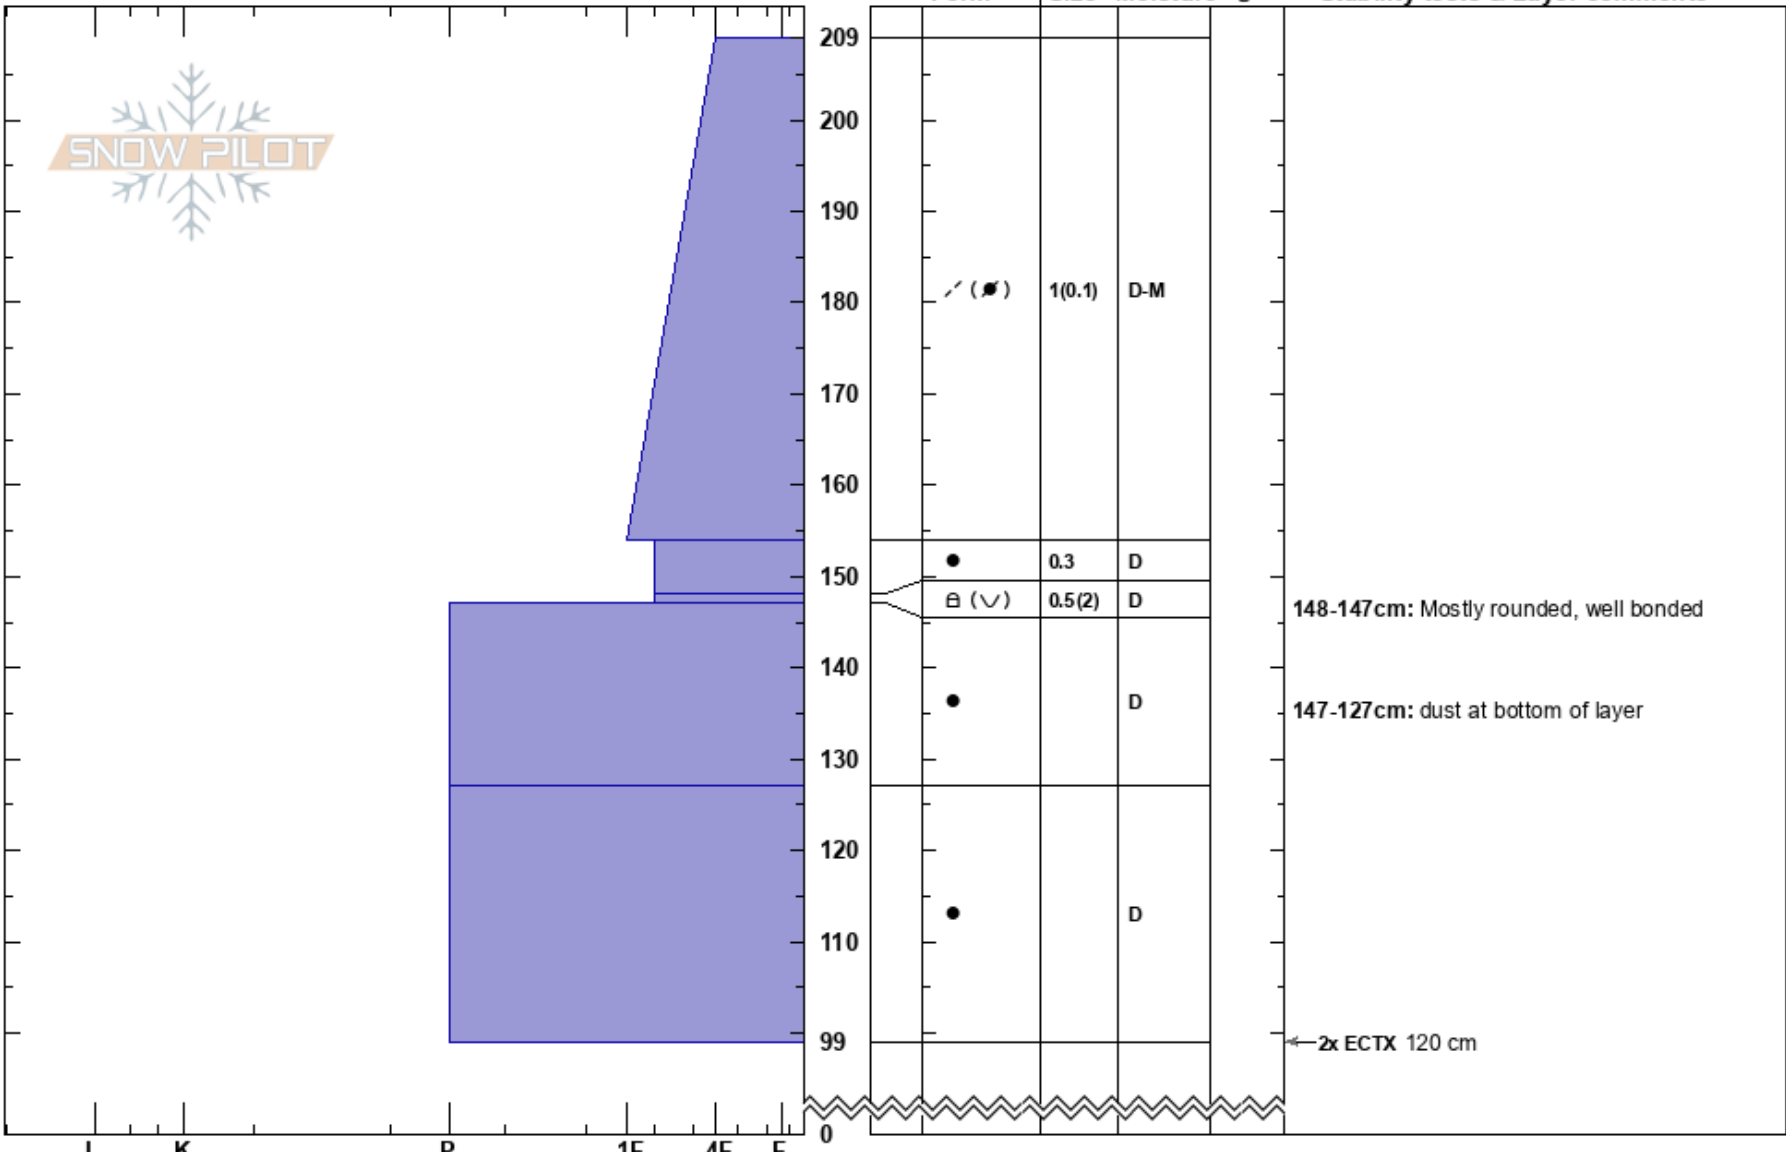 209
SNOW PILOT
200
190
180
1(0.1) D-M
170
160
0.3 D
150
0.5(2) D
148-147cm: Mostly rounded, well bonded
140
D
147-127cm: dust at bottom of layer
130
120
D
110
99
2x ECTX 120 cm
0
I K P 1F 4F F